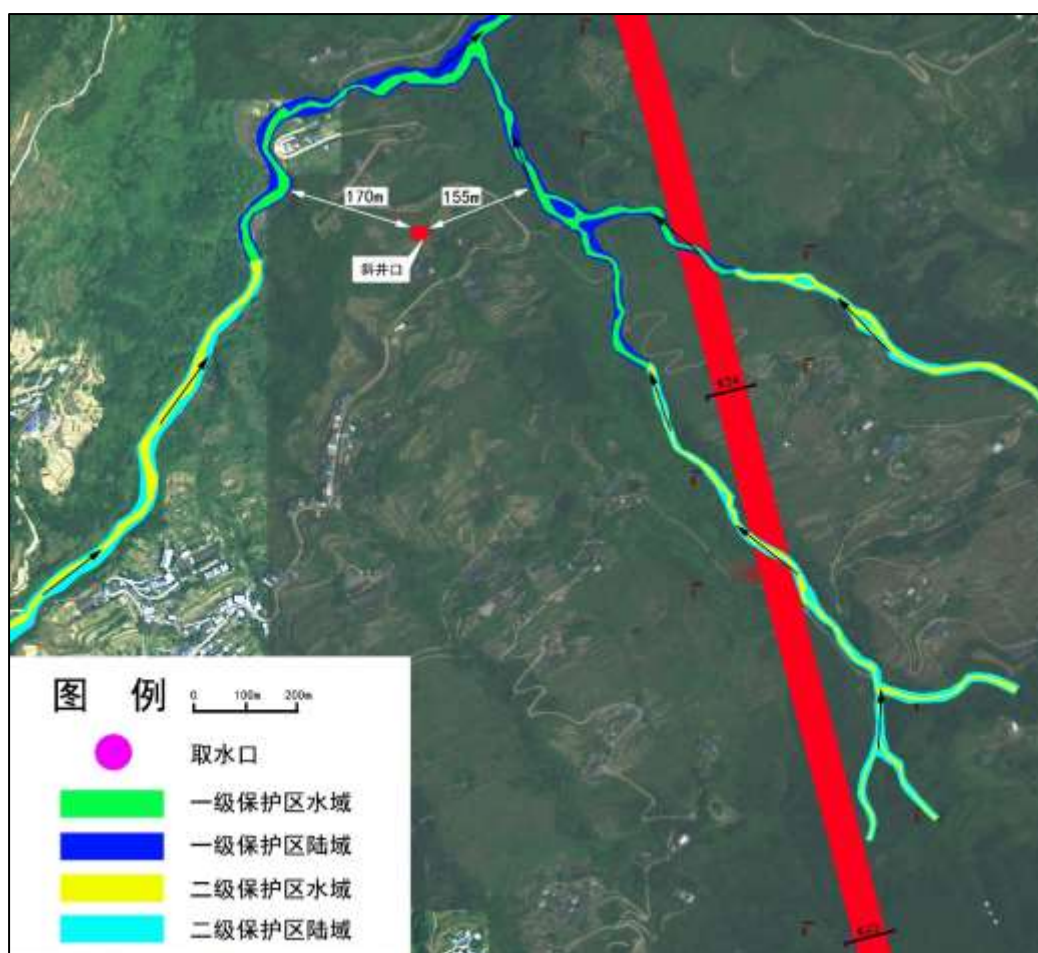 170m
155m
斜井口
图 例
0 100m 200m
取水口
一级保护区水域
一级保护区陆域
二级保护区水域
二级保护区陆域